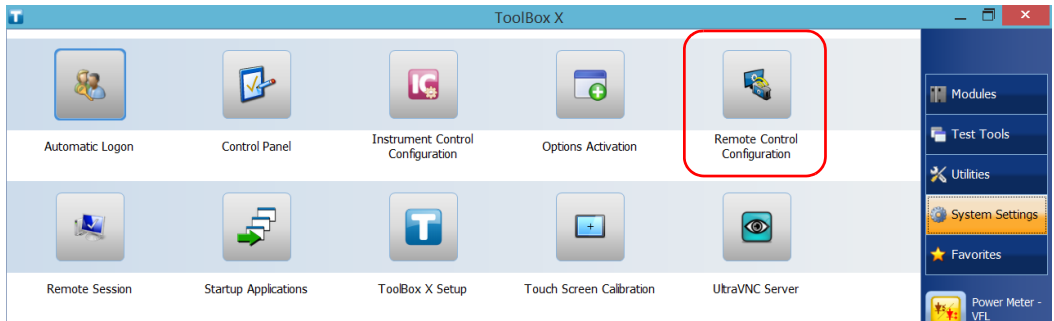 ToolBox X
Automatic Logon
Control Panel
Instrument Control
Configuration
Options Activation
Remote Control
Configuration
Remote Session
Startup Applications
ToolBox X Setup
Touch Screen Calibration
UltraVNC Server
Modules
Test Tools
Utilities
System Settings
Favorites
Power Meter -
VFL